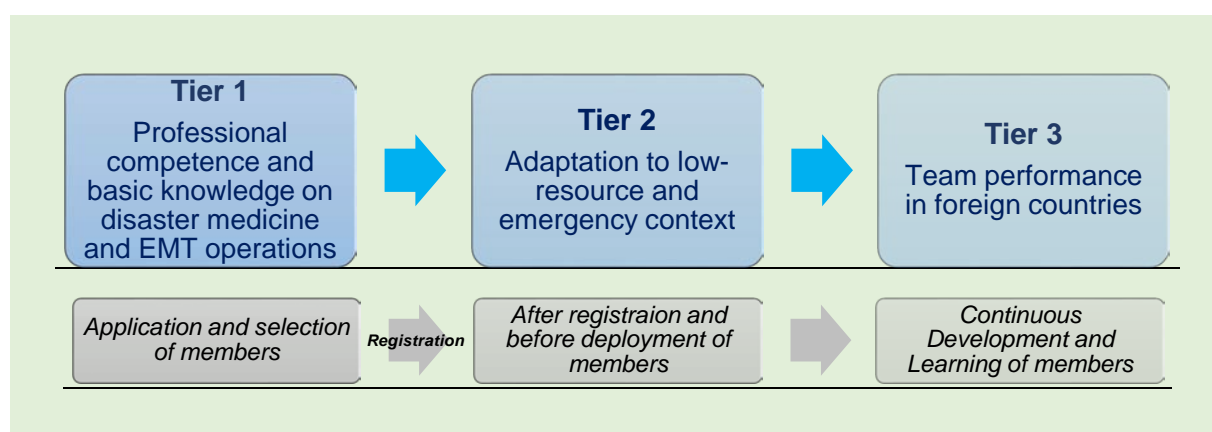 Tier 1
Professional
competence and
basic knowledge on
disaster medicine
and EMT operations
Tier 2
Adaptation to low-
resource and
emergency context
Tier 3
Team performance
in foreign countries
Application and selection
of members
Registration
After registraion and
before deployment of
members
Continuous
Development and
Learning of members